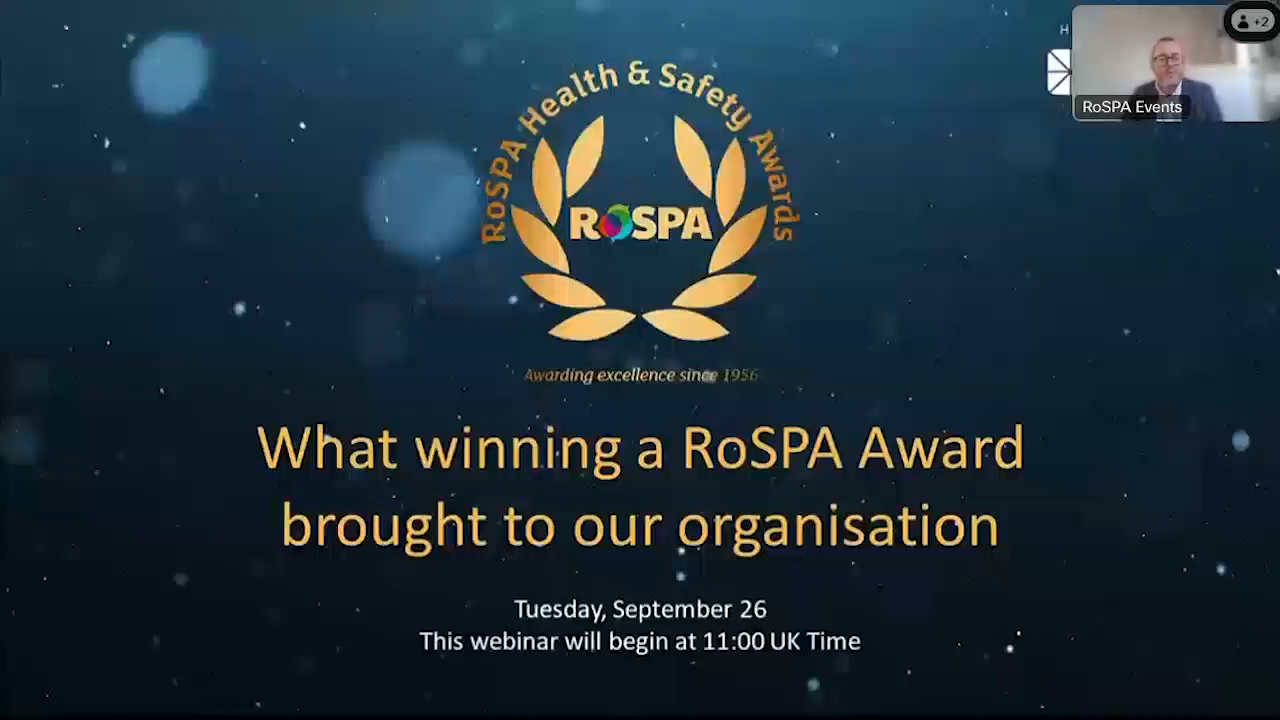 H
+2
RoSPA Events
RoSPA Health & Safety Awards
RoSPA
Awarding excellence since 1956
What winning a RoSPA Award
brought to our organisation
Tuesday, September 26
This webinar will begin at 11:00 UK Time